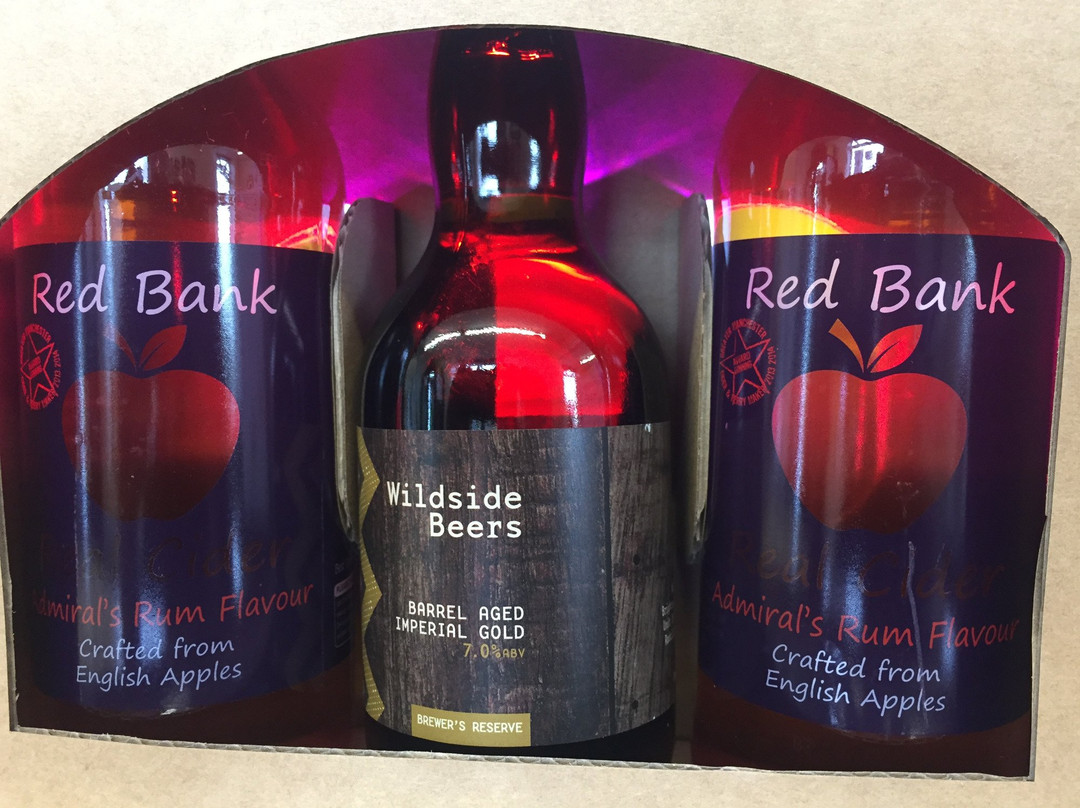 Red Bank
Real Cider
Admiral's Rum Flavour
Crafted from
English Apples
Wildside
Beers
BARREL AGED
IMPERIAL GOLD
7.0%ABV
BREWER'S RESERVE
Red Bank
Real Cider
Admiral's Rum Flavour
Crafted from
English Apples